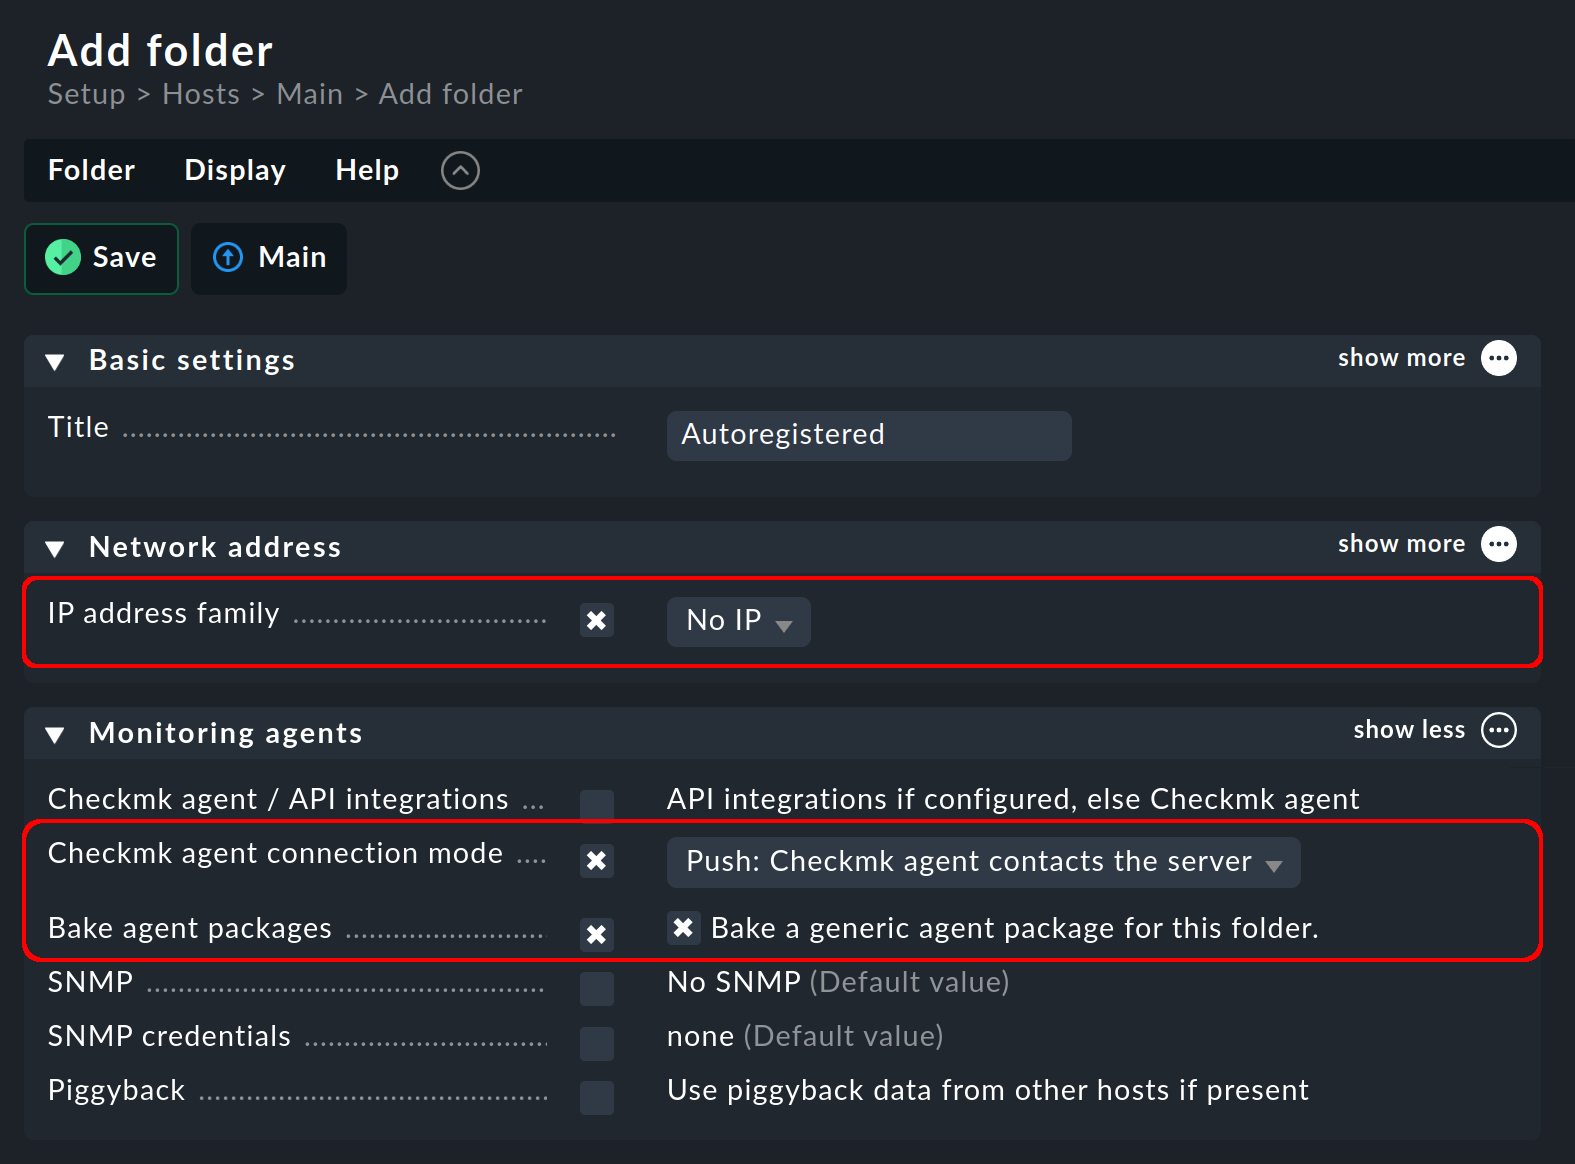 Add folder
Setup > Hosts > Main > Add folder
Folder Display Help
Save Main
Basic settings show more
Title Autoregistered
Network address show more
IP address family No IP
Monitoring agents show less
Checkmk agent / API integrations API integrations if configured, else Checkmk agent
Checkmk agent connection mode Push: Checkmk agent contacts the server
Bake agent packages Bake a generic agent package for this folder.
SNMP No SNMP (Default value)
SNMP credentials none (Default value)
Piggyback Use piggyback data from other hosts if present